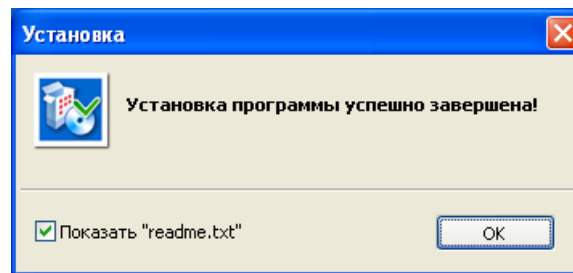 Установка
Установка программы успешно завершена!
Показать "readme.txt"
OK